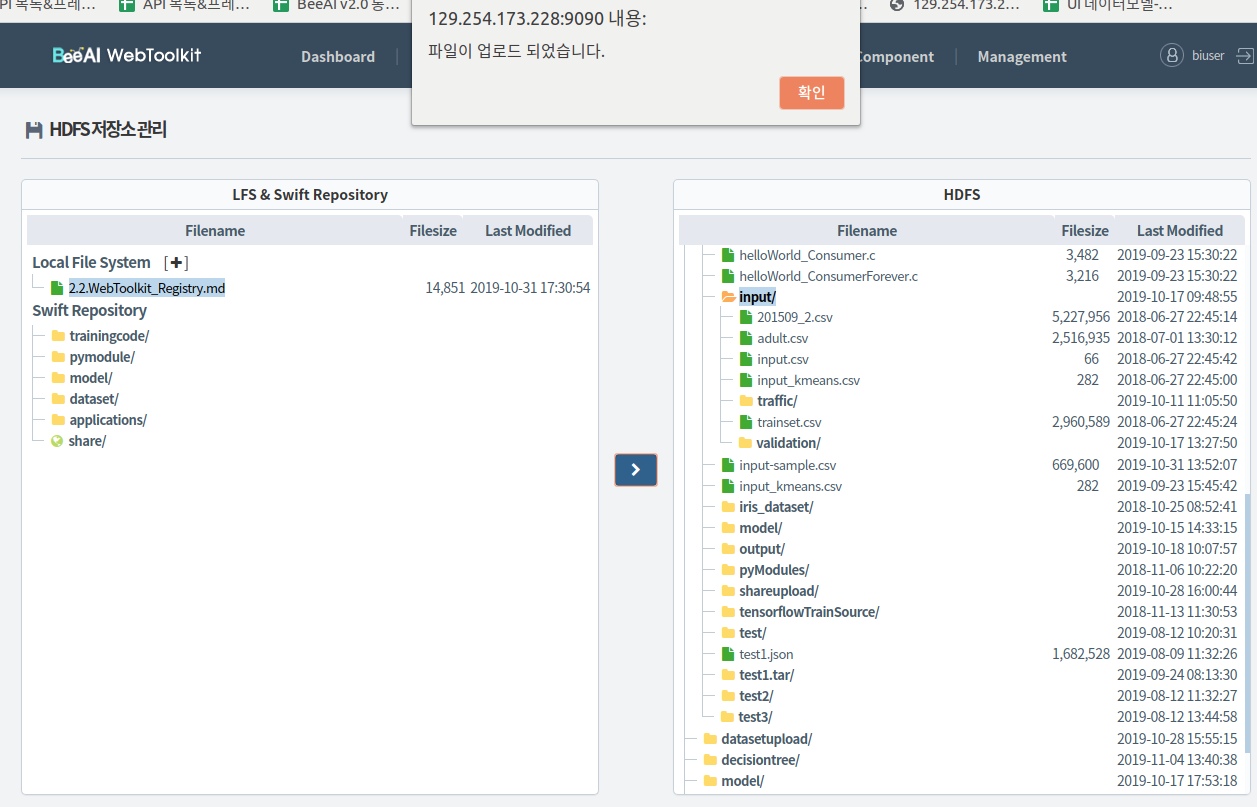 PI 목록&프레...
API 목록&프레...
BeeAI v2.0 통...
129.254.173.2...
UI 데이터모델-...
129.254.173.228:9090 내용:
파일이 업로드 되었습니다.
확인
BeeAI WebToolkit
Dashboard
Component
Management
biuser
HDFS 저장소 관리
LFS & Swift Repository
Filename Filesize Last Modified
Local File System [+]
2.2.WebToolkit_Registry.md 14,851 2019-10-31 17:30:54
Swift Repository
trainingcode/
pymodule/
model/
dataset/
applications/
share/
HDFS
Filename Filesize Last Modified
helloWorld_Consumer.c 3,482 2019-09-23 15:30:22
helloWorld_ConsumerForever.c 3,216 2019-09-23 15:30:22
input/ 2019-10-17 09:48:55
201509_2.csv 5,227,956 2018-06-27 22:45:14
adult.csv 2,516,935 2018-07-01 13:30:12
input.csv 66 2018-06-27 22:45:42
input_kmeans.csv 282 2018-06-27 22:45:00
traffic/ 2019-10-11 11:05:50
trainset.csv 2,960,589 2018-06-27 22:45:24
validation/ 2019-10-17 13:27:50
input-sample.csv 669,600 2019-10-31 13:52:07
input_kmeans.csv 282 2019-09-23 15:45:42
iris_dataset/ 2018-10-25 08:52:41
model/ 2019-10-15 14:33:15
output/ 2019-10-18 10:07:57
pyModules/ 2018-11-06 10:22:20
shareupload/ 2019-10-28 16:00:44
tensorflowTrainSource/ 2018-11-13 11:30:53
test/ 2019-08-12 10:20:31
test1.json 1,682,528 2019-08-09 11:32:26
test1.tar/ 2019-09-24 08:13:30
test2/ 2019-08-12 11:32:27
test3/ 2019-08-12 13:44:58
datasetupload/ 2019-10-28 15:55:15
decisiontree/ 2019-11-04 13:40:38
model/ 2019-10-17 17:53:18